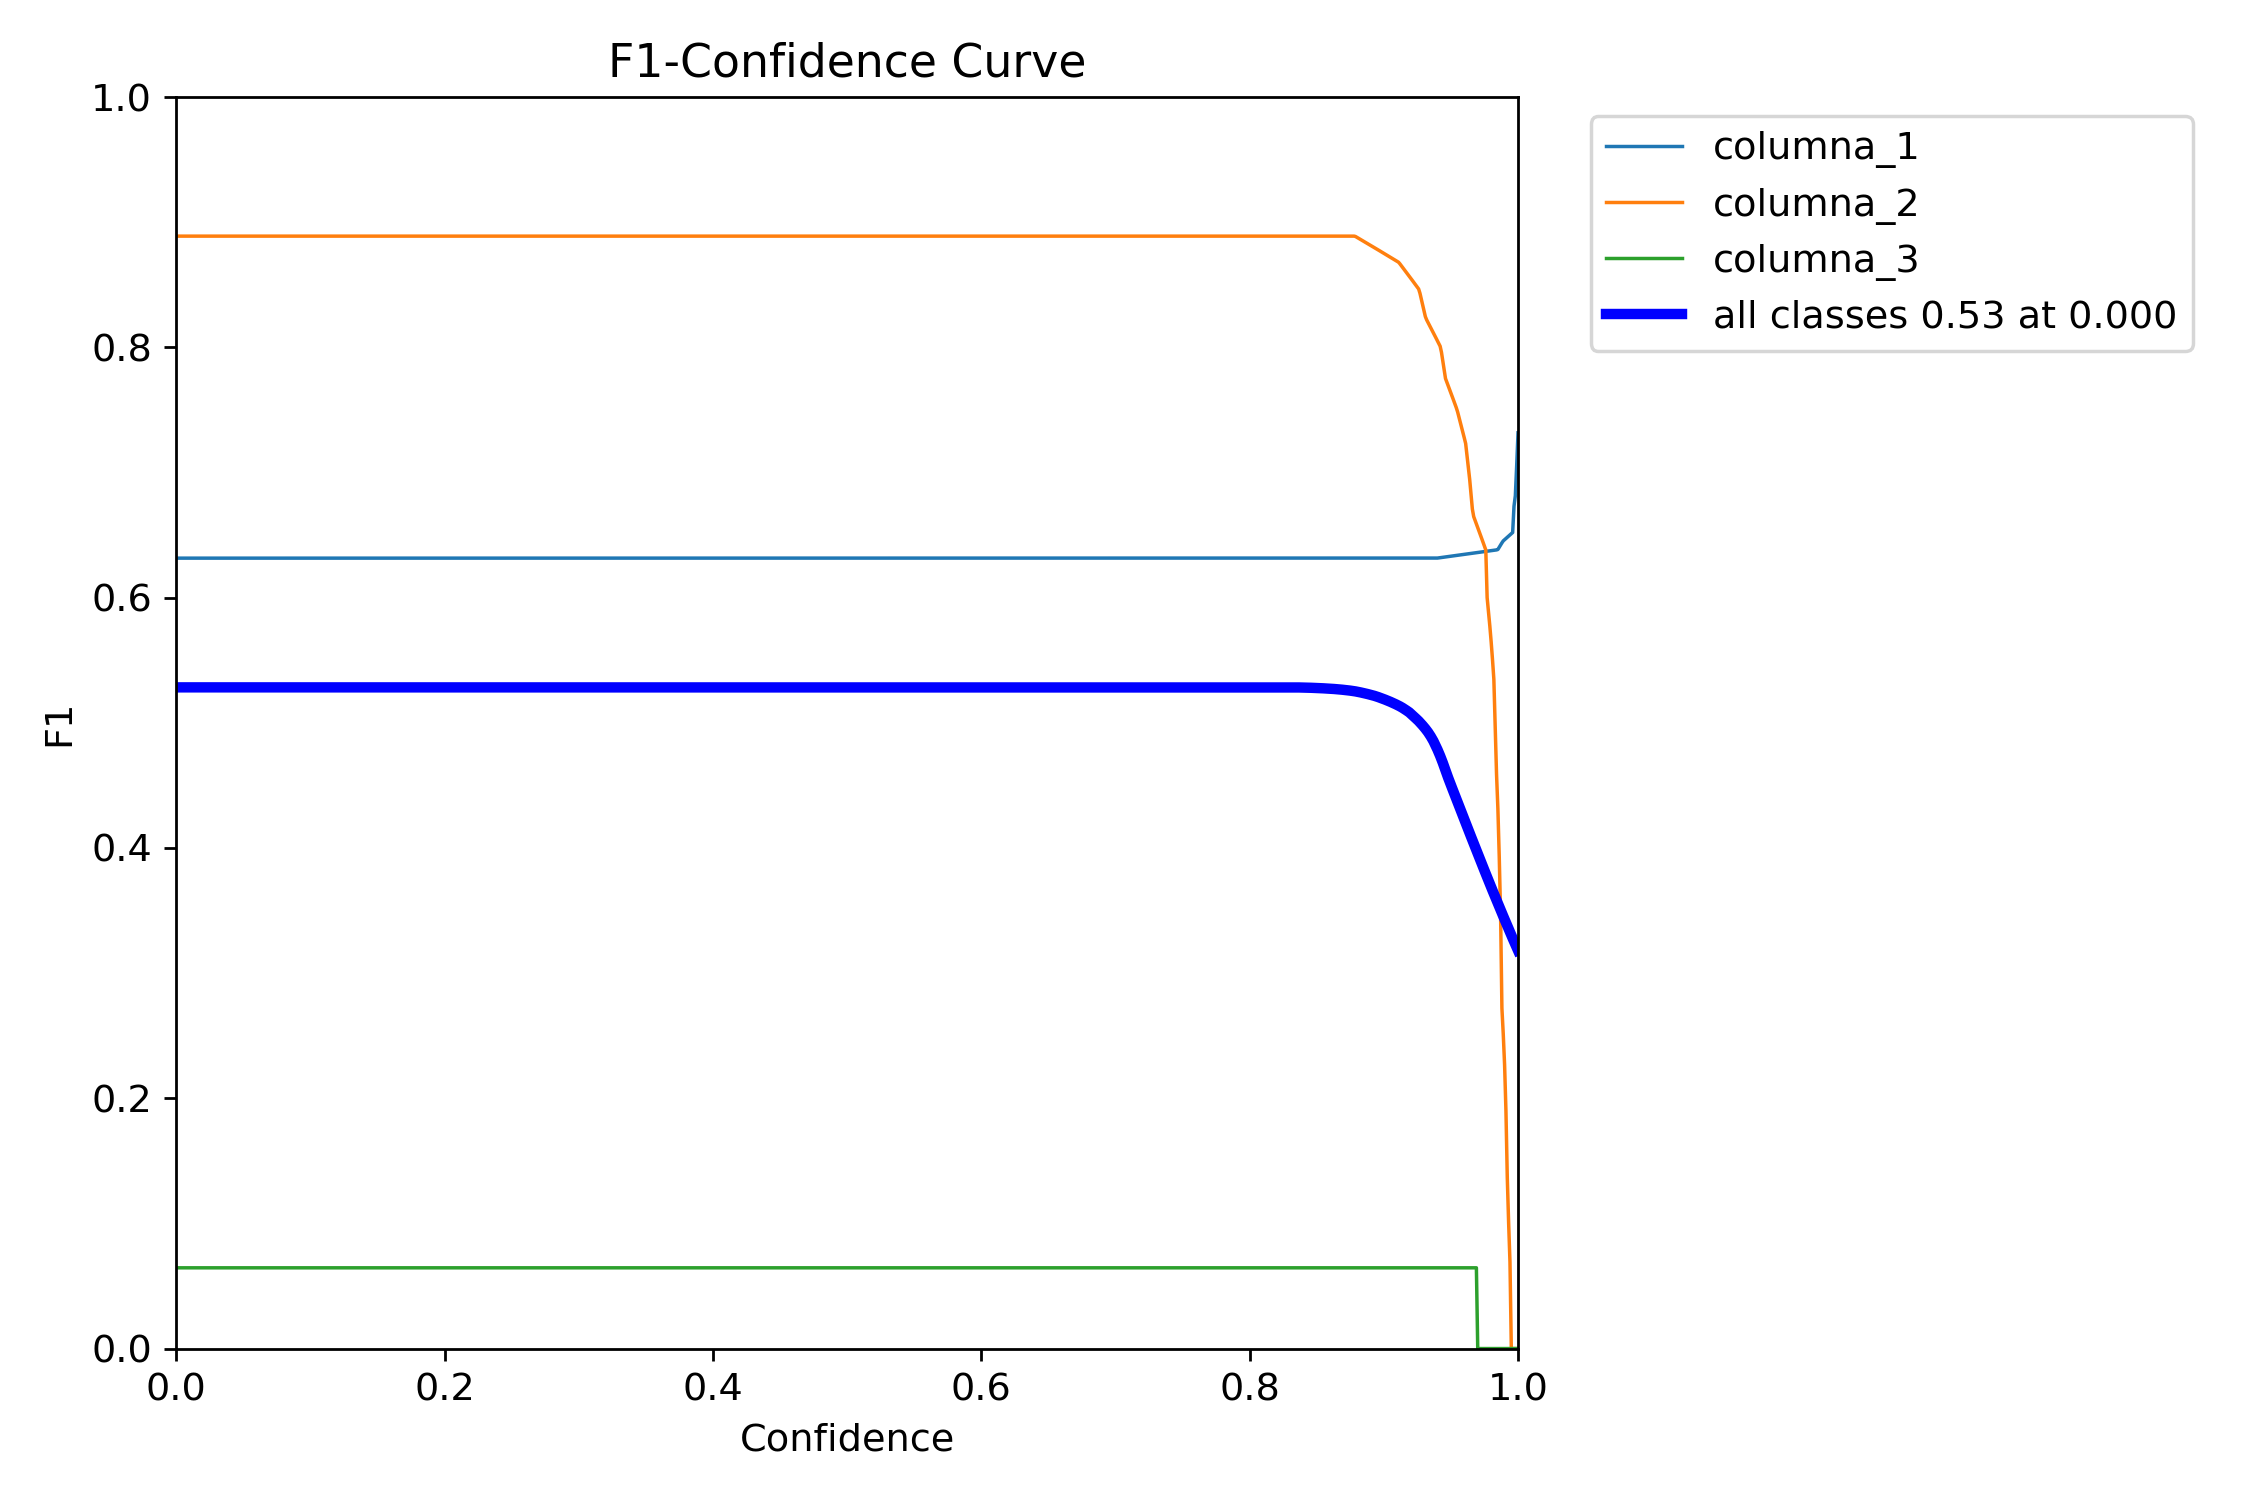 F1-Confidence Curve
1.0
0.8
0.6
0.4
0.2
0.0
F1
0.0 0.2 0.4 0.6 0.8 1.0
Confidence
columna_1
columna_2
columna_3
all classes 0.53 at 0.000